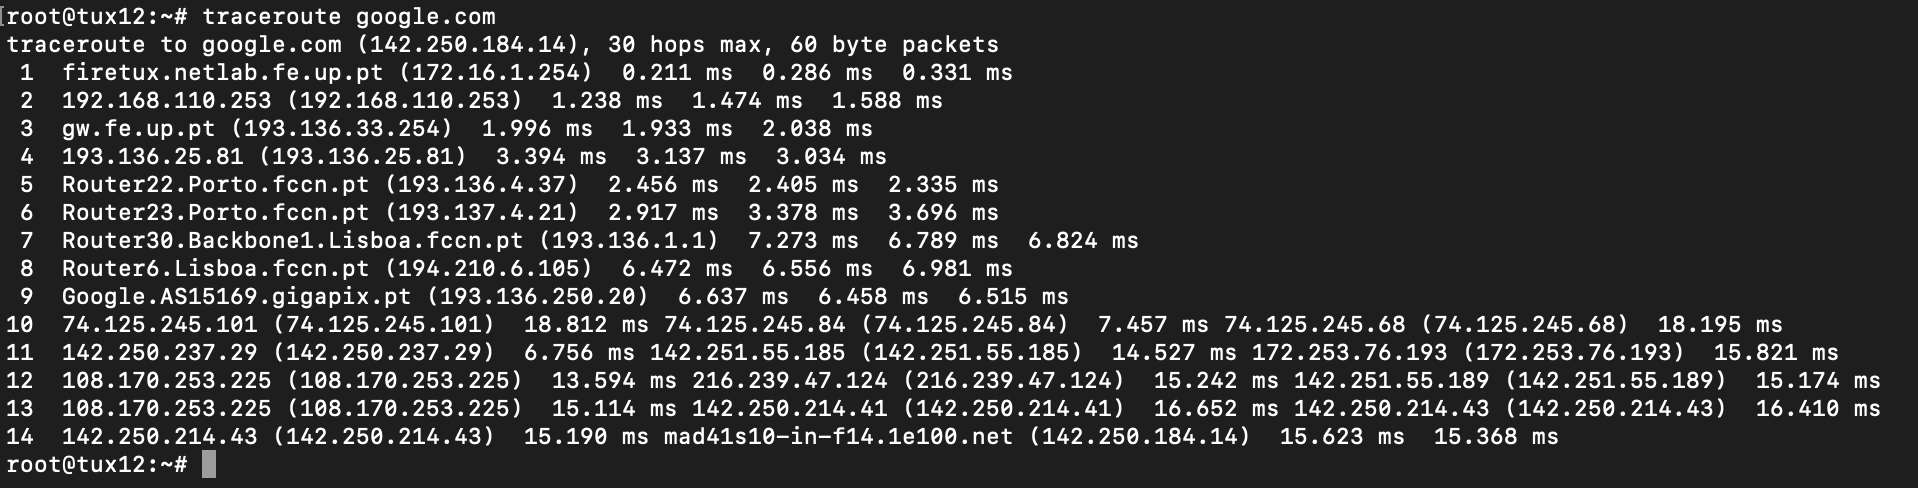 root@tux12:~# traceroute google.com
traceroute to google.com (142.250.184.14), 30 hops max, 60 byte packets
 1  firetux.netlab.fe.up.pt (172.16.1.254)  0.211 ms  0.286 ms  0.331 ms
 2  192.168.110.253 (192.168.110.253)  1.238 ms  1.474 ms  1.588 ms
 3  gw.fe.up.pt (193.136.33.254)  1.996 ms  1.933 ms  2.038 ms
 4  193.136.25.81 (193.136.25.81)  3.394 ms  3.137 ms  3.034 ms
 5  Router22.Porto.fccn.pt (193.136.4.37)  2.456 ms  2.405 ms  2.335 ms
 6  Router23.Porto.fccn.pt (193.137.4.21)  2.917 ms  3.378 ms  3.696 ms
 7  Router30.Backbone1.Lisboa.fccn.pt (193.136.1.1)  7.273 ms  6.789 ms  6.824 ms
 8  Router6.Lisboa.fccn.pt (194.210.6.105)  6.472 ms  6.556 ms  6.981 ms
 9  Google.AS15169.gigapix.pt (193.136.250.20)  6.637 ms  6.458 ms  6.515 ms
10  74.125.245.101 (74.125.245.101)  18.812 ms 74.125.245.84 (74.125.245.84)  7.457 ms 74.125.245.68 (74.125.245.68)  18.195 ms
11  142.250.237.29 (142.250.237.29)  6.756 ms 142.251.55.185 (142.251.55.185)  14.527 ms 172.253.76.193 (172.253.76.193)  15.821 ms
12  108.170.253.225 (108.170.253.225)  13.594 ms 216.239.47.124 (216.239.47.124)  15.242 ms 142.251.55.189 (142.251.55.189)  15.174 ms
13  108.170.253.225 (108.170.253.225)  15.114 ms 142.250.214.41 (142.250.214.41)  16.652 ms 142.250.214.43 (142.250.214.43)  16.410 ms
14  142.250.214.43 (142.250.214.43)  15.190 ms mad41s10-in-f14.1e100.net (142.250.184.14)  15.623 ms  15.368 ms
root@tux12:~#